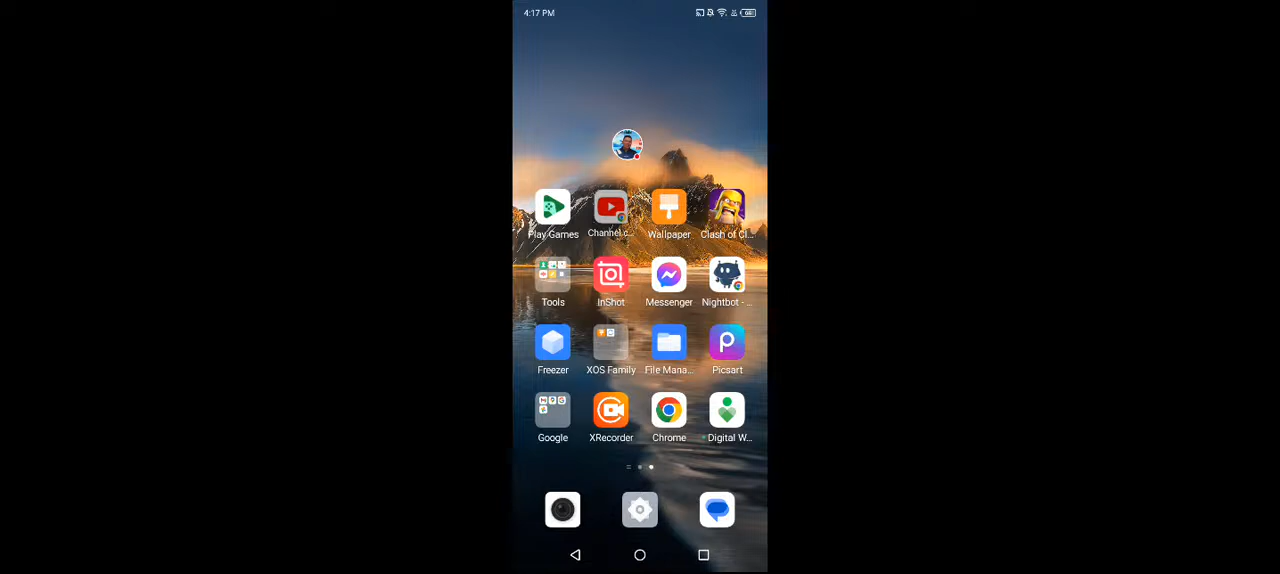 4:17 PM
Play Games
Channel c...
Wallpaper
Clash of Cl...
Tools
InShot
Messenger
Nightbot - ...
Freezer
XOS Family
File Mana...
Picsart
Google
XRecorder
Chrome
Digital W...